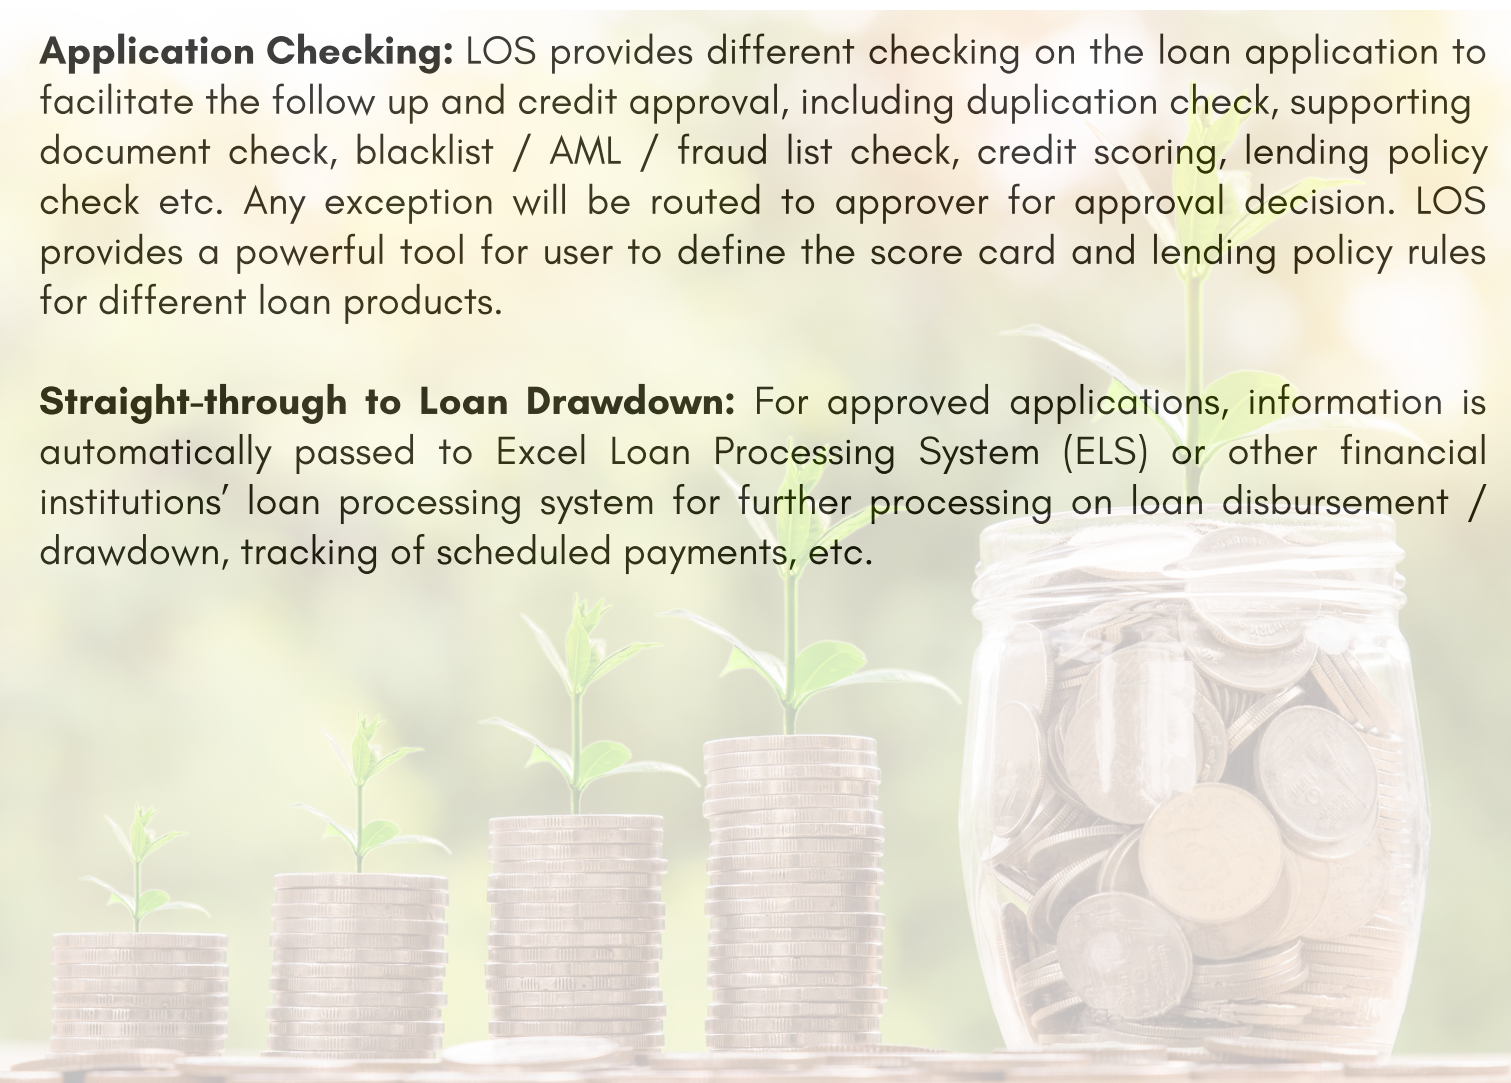 Application Checking: LOS provides different checking on the loan application to
facilitate the follow up and credit approval, including duplication check, supporting
document check, blacklist / AML / fraud list check, credit scoring, lending policy
check etc. Any exception will be routed to approver for approval decision. LOS
provides a powerful tool for user to define the score card and lending policy rules
for different loan products.
Straight-through to Loan Drawdown: For approved applications, information is
automatically passed to Excel Loan Processing System (ELS) or other financial
institutions’ loan processing system for further processing on loan disbursement /
drawdown, tracking of scheduled payments, etc.